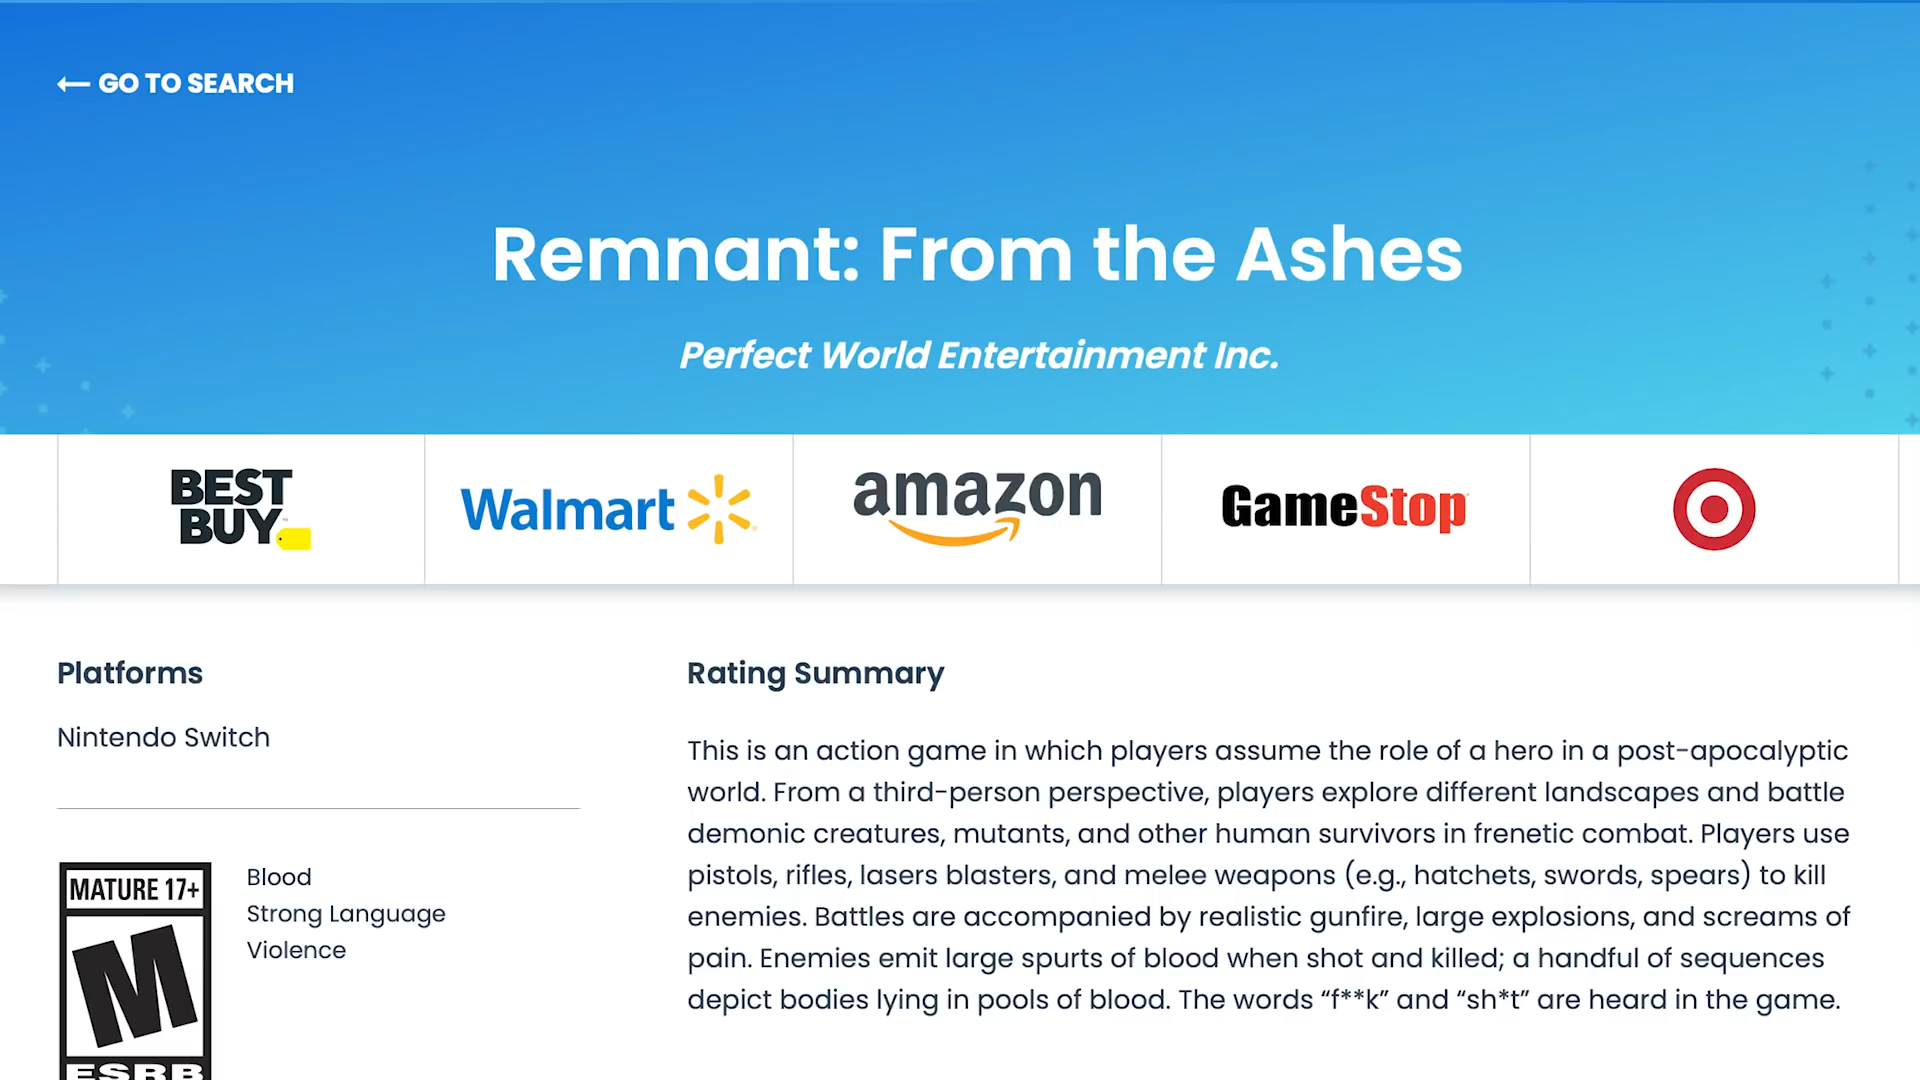 GO TO SEARCH
Remnant: From the Ashes
Perfect World Entertainment Inc.
BEST
BUY
Walmart
amazon
GameStop
Platforms
Nintendo Switch
MATURE 17+
M
ESRB
Blood
Strong Language
Violence
Rating Summary
This is an action game in which players assume the role of a hero in a post-apocalyptic
world. From a third-person perspective, players explore different landscapes and battle
demonic creatures, mutants, and other human survivors in frenetic combat. Players use
pistols, rifles, lasers blasters, and melee weapons (e.g., hatchets, swords, spears) to kill
enemies. Battles are accompanied by realistic gunfire, large explosions, and screams of
pain. Enemies emit large spurts of blood when shot and killed; a handful of sequences
depict bodies lying in pools of blood. The words “f**k” and “sh*t” are heard in the game.